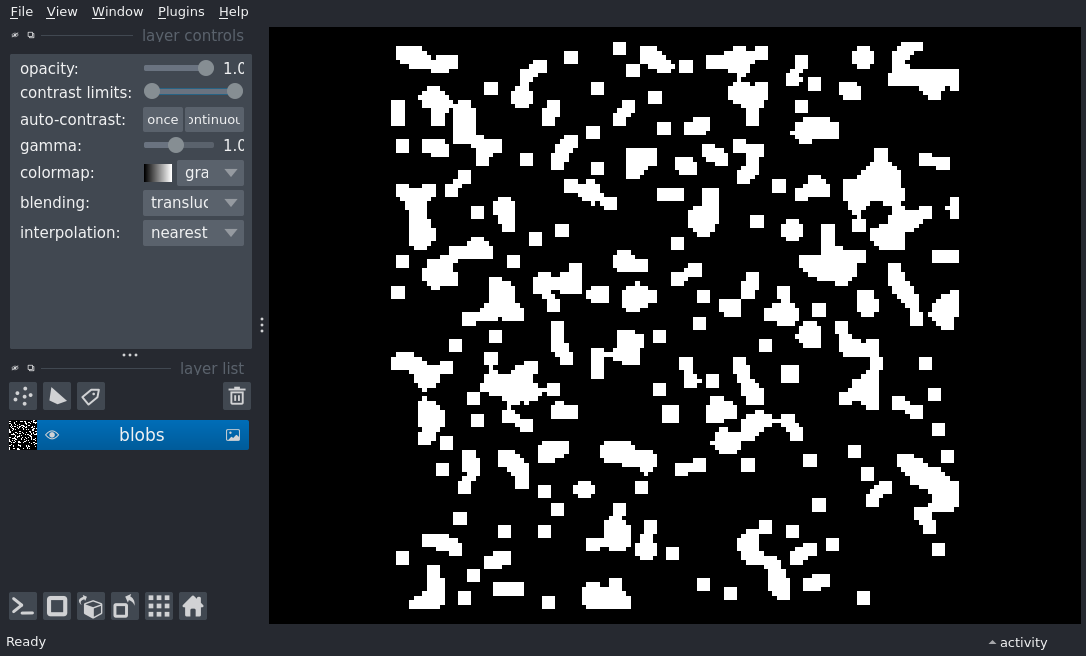 File View Window Plugins Help
layer controls
opacity: 1.0
contrast limits:
auto-contrast: once ontinuou
gamma: 1.0
colormap: gra
blending: transluc
interpolation: nearest
layer list
blobs
Ready activity